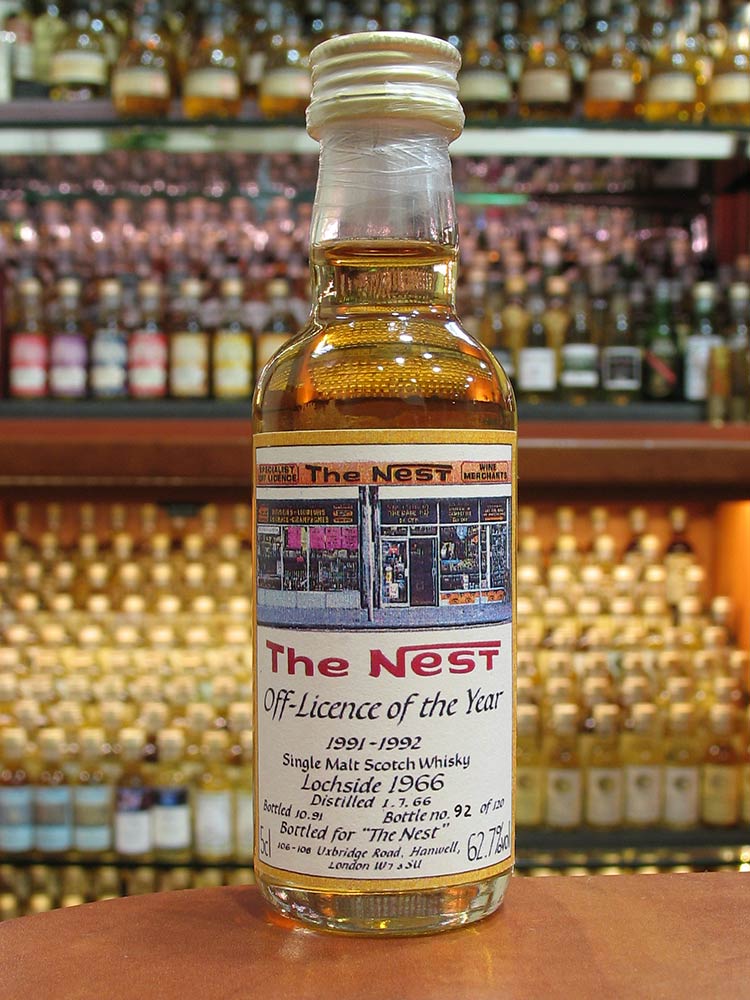 SPECIALIST OFF LICENCE The NEST WINE MERCHANTS
The NEST
Off-Licence of the Year
1991-1992
Single Malt Scotch Whisky
Lochside 1966
Distilled 1.7.66
Bottled 10.91 Bottle no. 92 of 120
Bottled for "The Nest"
5cl 106-108 Uxbridge Road, Hanwell, 62.7%vol
London W7 3SU